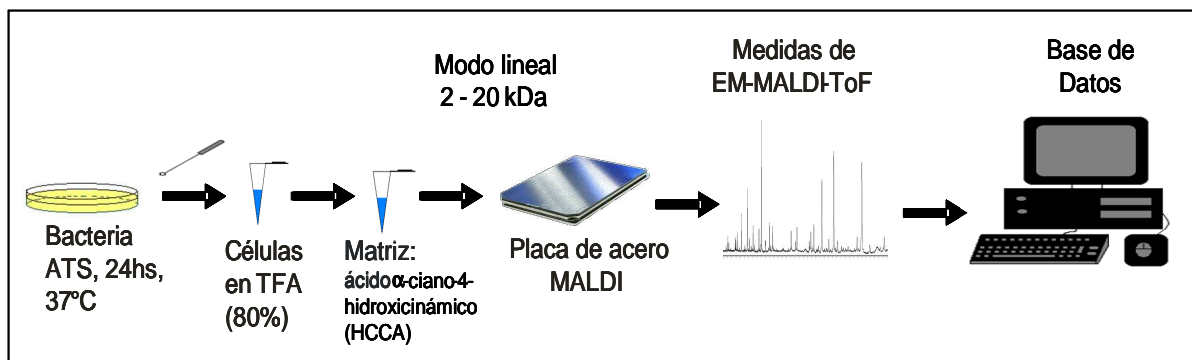 Bacteria
ATS, 24hs,
37ºC
Células
en TFA
(80%)
Matriz:
ácido α-ciano-4-
hidroxicinámico
(HCCA)
Modo lineal
2 - 20 kDa
Placa de acero
MALDI
Medidas de
EM-MALDI-ToF
Base de
Datos